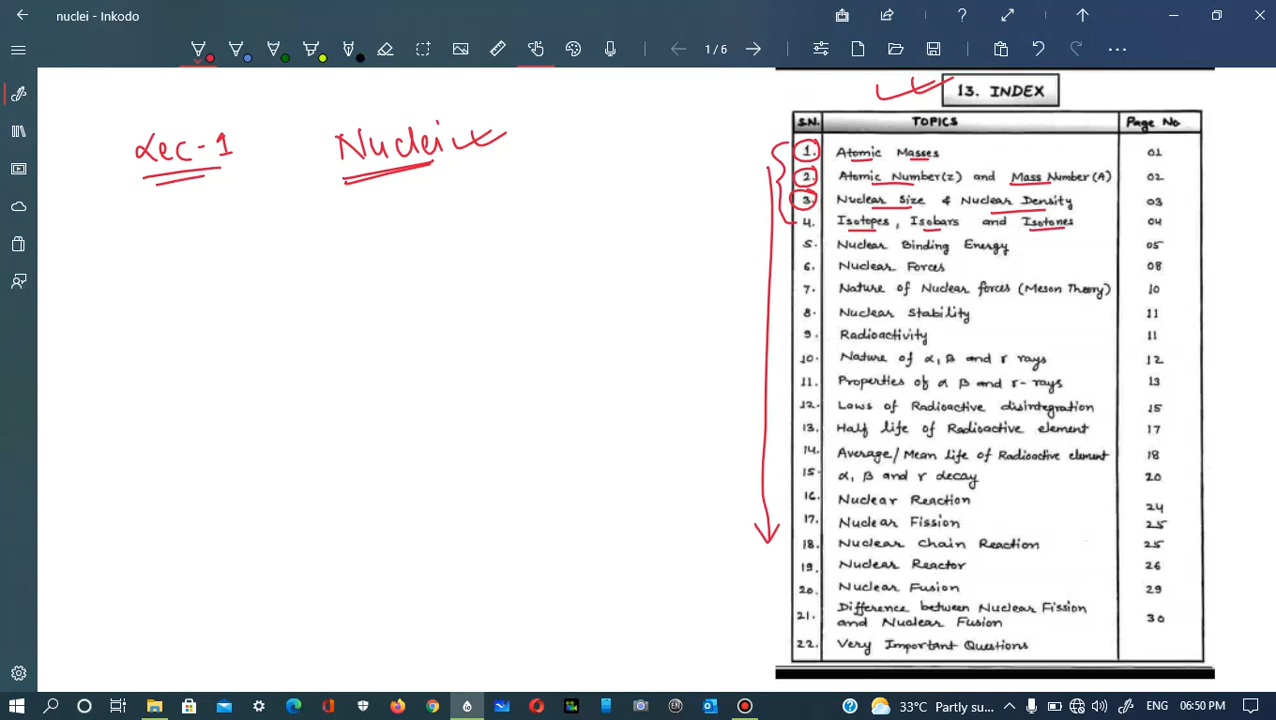 nuclei - Inkodo
1/6
Lec-1 Nuclei
13. INDEX
S.N. TOPICS Page No
1. Atomic Masses 01
2. Atomic Number(Z) and Mass Number(A) 02
3. Nuclear Size & Nuclear Density 03
4. Isotopes, Isobars and Isotones 04
5. Nuclear Binding Energy 05
6. Nuclear Forces 08
7. Nature of Nuclear forces (Meson Theory) 10
8. Nuclear Stability 11
9. Radioactivity 11
10. Nature of α, β and r rays 12
11. Properties of α β and r- rays 13
12. Laws of Radioactive disintegration 15
13. Half life of Radioactive element 17
14. Average/Mean life of Radioactive element 18
15. α, β and r decay 20
16. Nuclear Reaction 24
17. Nuclear Fission 25
18. Nuclear Chain Reaction 25
19. Nuclear Reactor 26
20. Nuclear Fusion 29
21. Difference between Nuclear Fission
and Nuclear Fusion 30
22. Very Important Questions
33°C Partly su... ENG 06:50 PM